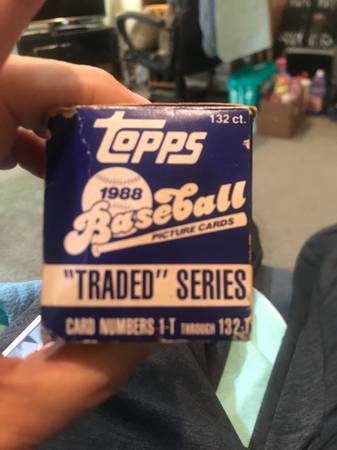 132 ct.
Topps
1988
Baseball
PICTURE CARDS
"TRADED" SERIES
CARD NUMBERS 1-T THROUGH 132-T